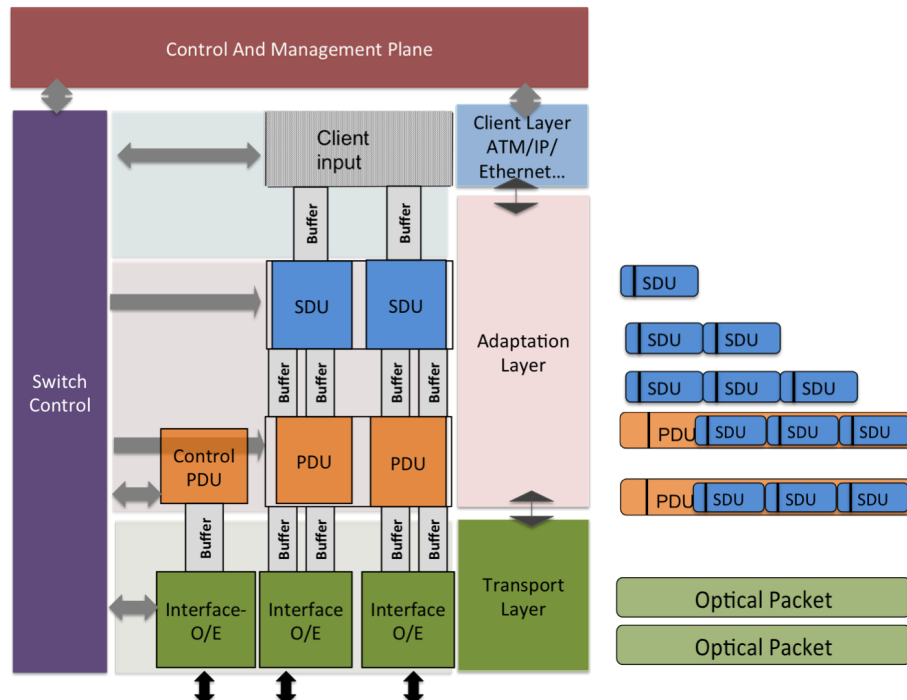 Control And Management Plane
Client
input
Client Layer
ATM/IP/
Ethernet...
Buffer
Buffer
SDU
SDU
SDU
SDU
SDU
Adaptation
Layer
Buffer
Buffer
Buffer
Buffer
Switch
Control
SDU
SDU
SDU
Control
PDU
PDU
PDU
PDU
SDU
SDU
SDU
PDU
SDU
SDU
SDU
Buffer
Buffer
Buffer
Buffer
Buffer
Interface-
O/E
Interface
O/E
Interface
O/E
Transport
Layer
Optical Packet
Optical Packet